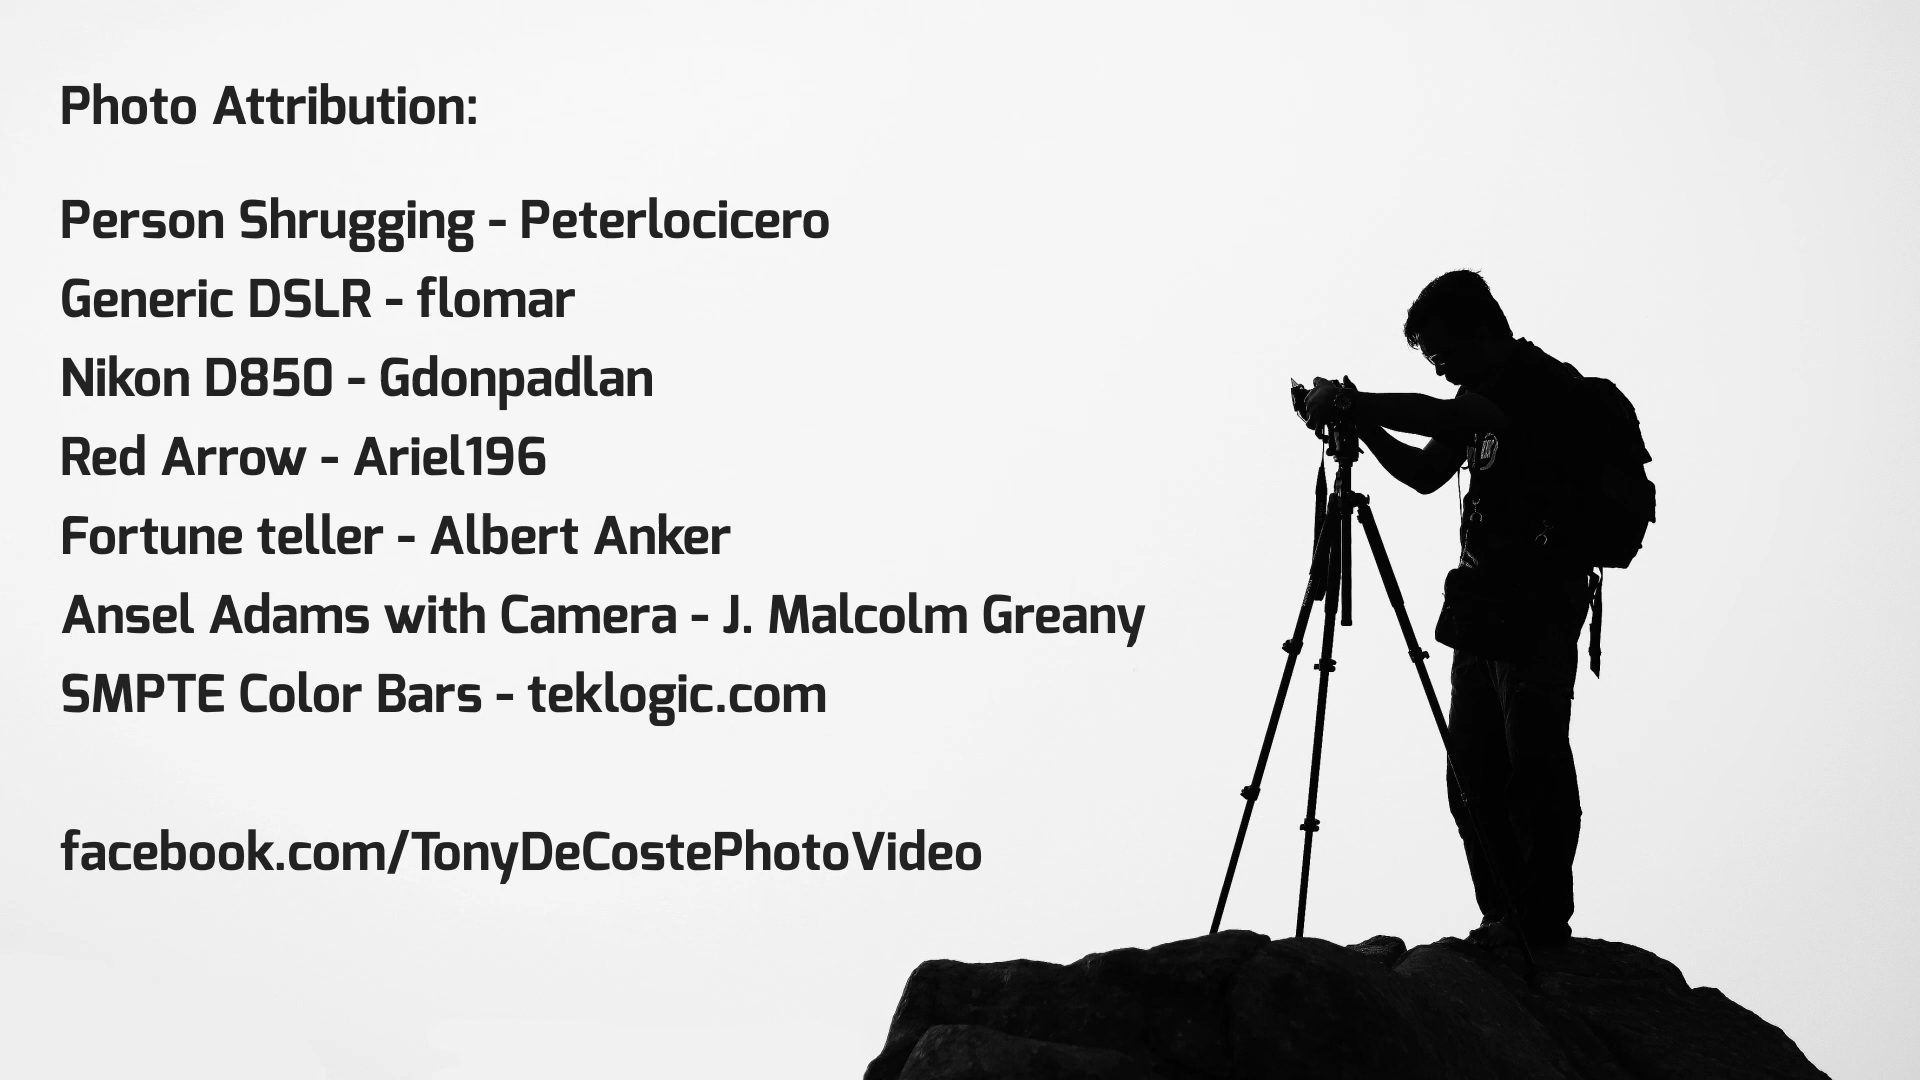 Photo Attribution:
Person Shrugging - Peterlocicero
Generic DSLR - flomar
Nikon D850 - Gdonpadlan
Red Arrow - Ariel196
Fortune teller - Albert Anker
Ansel Adams with Camera - J. Malcolm Greany
SMPTE Color Bars - teklogic.com
facebook.com/TonyDeCostePhotoVideo